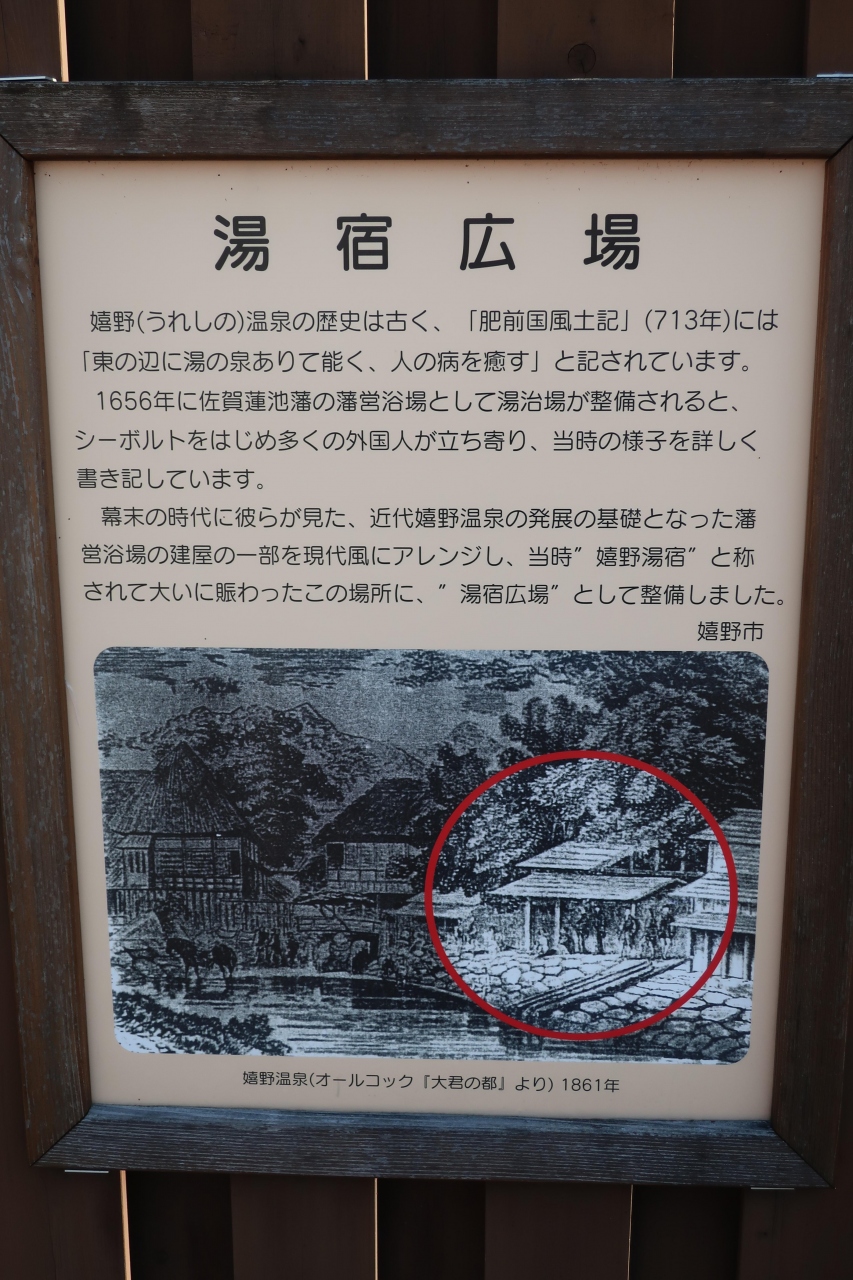 湯宿広場
嬉野(うれしの)温泉の歴史は古く、「肥前国風土記」(713年)には
「東の辺に湯の泉ありて能く、人の病を癒す」と記されています。
1656年に佐賀蓮池藩の藩営浴場として湯治場が整備されると、
シーボルトをはじめ多くの外国人が立ち寄り、当時の様子を詳しく
書き記しています。
幕末の時代に彼らが見た、近代嬉野温泉の発展の基礎となった藩
営浴場の建屋の一部を現代風にアレンジし、当時”嬉野湯宿”と称
されて大いに賑わったこの場所に、”湯宿広場”として整備しました。
嬉野市
嬉野温泉(オールコック『大君の都』より) 1861年